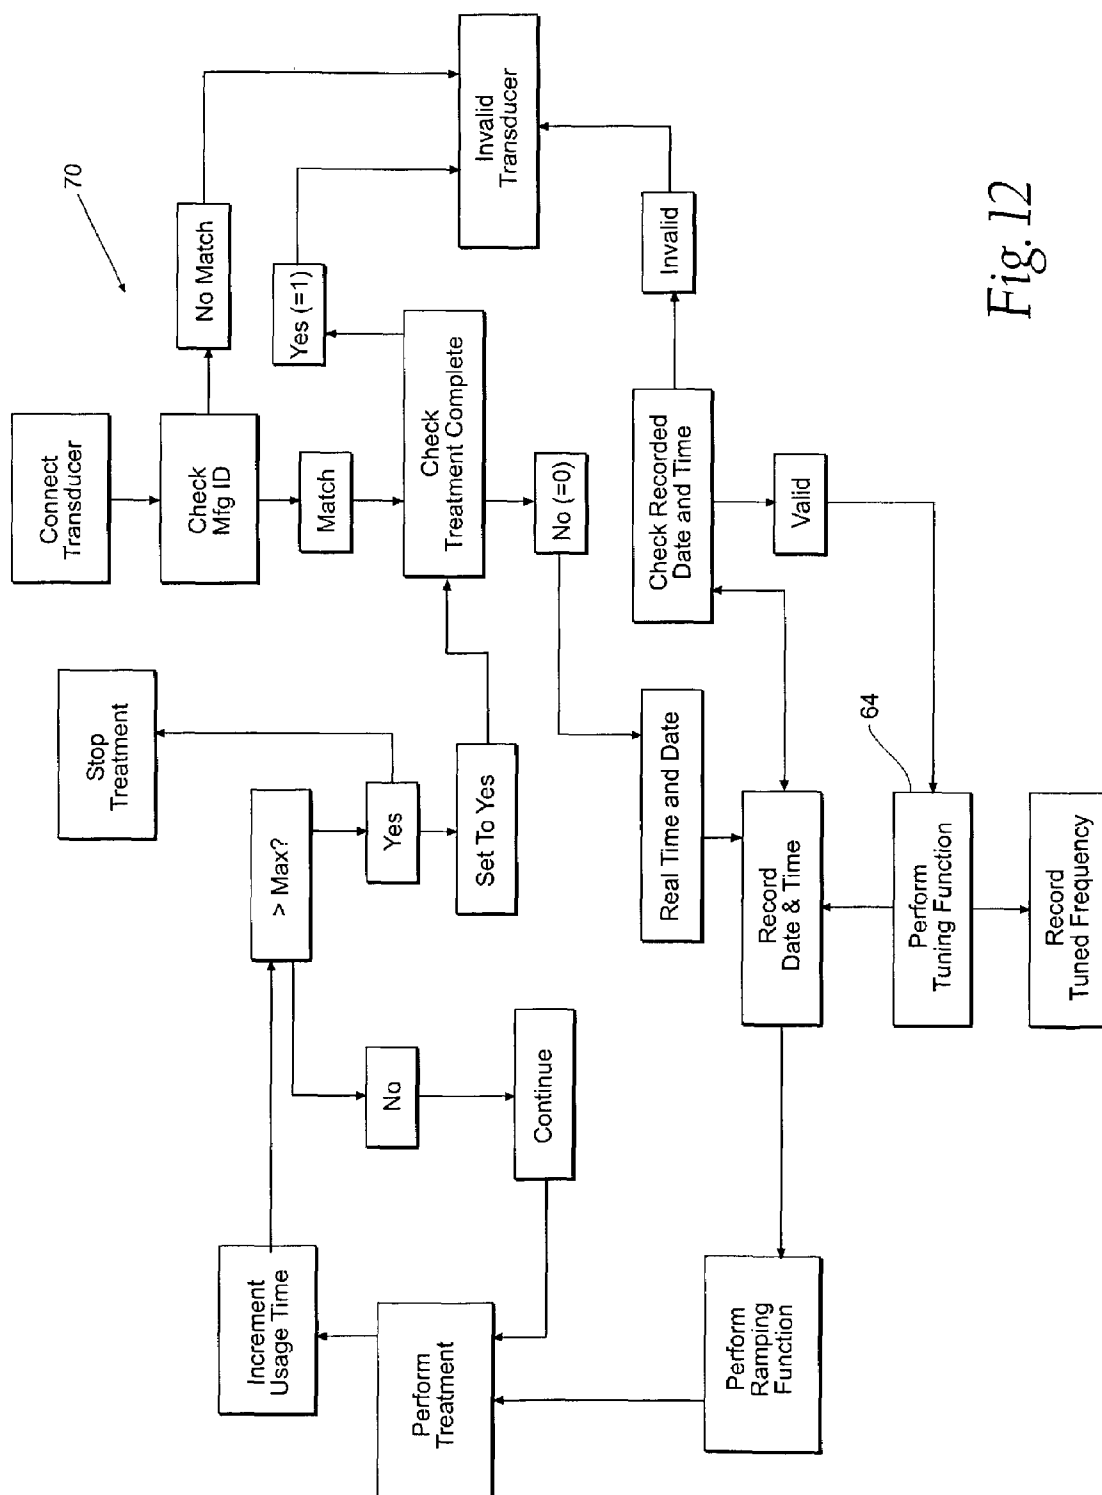 70
Connect
Transducer
Check
Mfg ID
No Match
Match
Yes (=1)
Invalid
Transducer
Check
Treatment Complete
No (=0)
Stop
Treatment
> Max?
Yes
Set To Yes
No
Continue
Increment
Usage Time
Perform
Treatment
Real Time and Date
Check Recorded
Date and Time
Invalid
Valid
Record
Date & Time
64
Perform
Tuning Function
Record
Tuned Frequency
Perform
Ramping
Function
Fig. 12